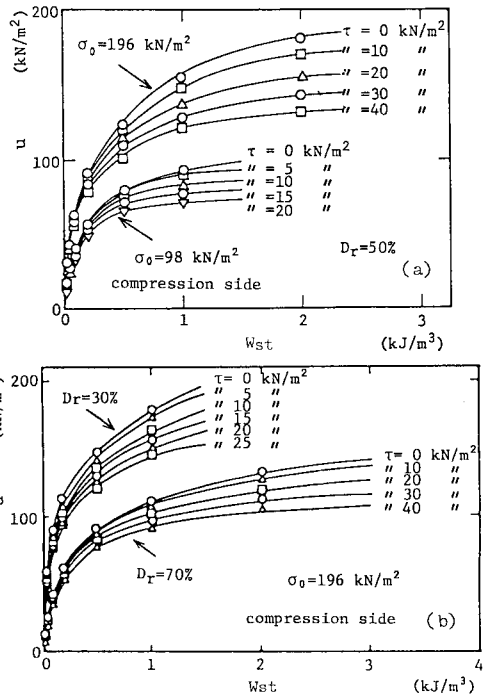 200
100
0
u (kN/m²)
σ₀=196 kN/m²
τ = 0 kN/m²
〃 =10 〃
〃 =20 〃
〃 =30 〃
〃 =40 〃
τ = 0 kN/m²
〃 = 5 〃
〃 =10 〃
〃 =15 〃
〃 =20 〃
σ₀=98 kN/m²
Dr=50%
compression side
(a)
0 1 2 3
Wst (kJ/m³)
200
100
0
Dr=30%
τ= 0 kN/m²
〃 5 〃
〃 10 〃
〃 15 〃
〃 20 〃
〃 25 〃
τ= 0 kN/m²
〃 10 〃
〃 20 〃
〃 30 〃
〃 40 〃
Dr=70%
σ₀=196 kN/m²
compression side (b)
0 1 2 3 4
Wst (kJ/m³)